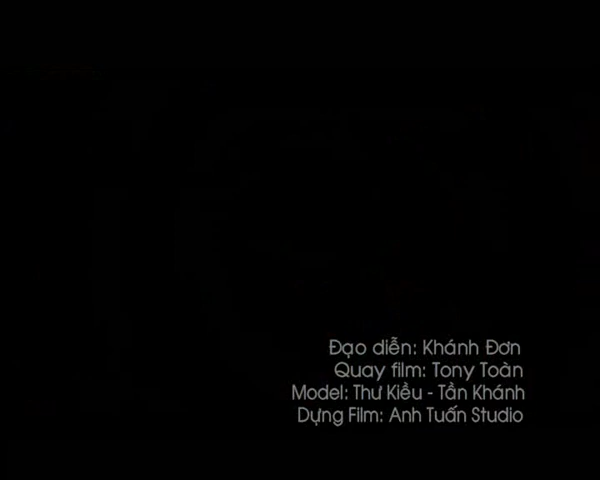 Đạo diễn: Khánh Đơn
Quay film: Tony Toàn
Model: Thư Kiều - Tần Khánh
Dựng Film: Anh Tuấn Studio